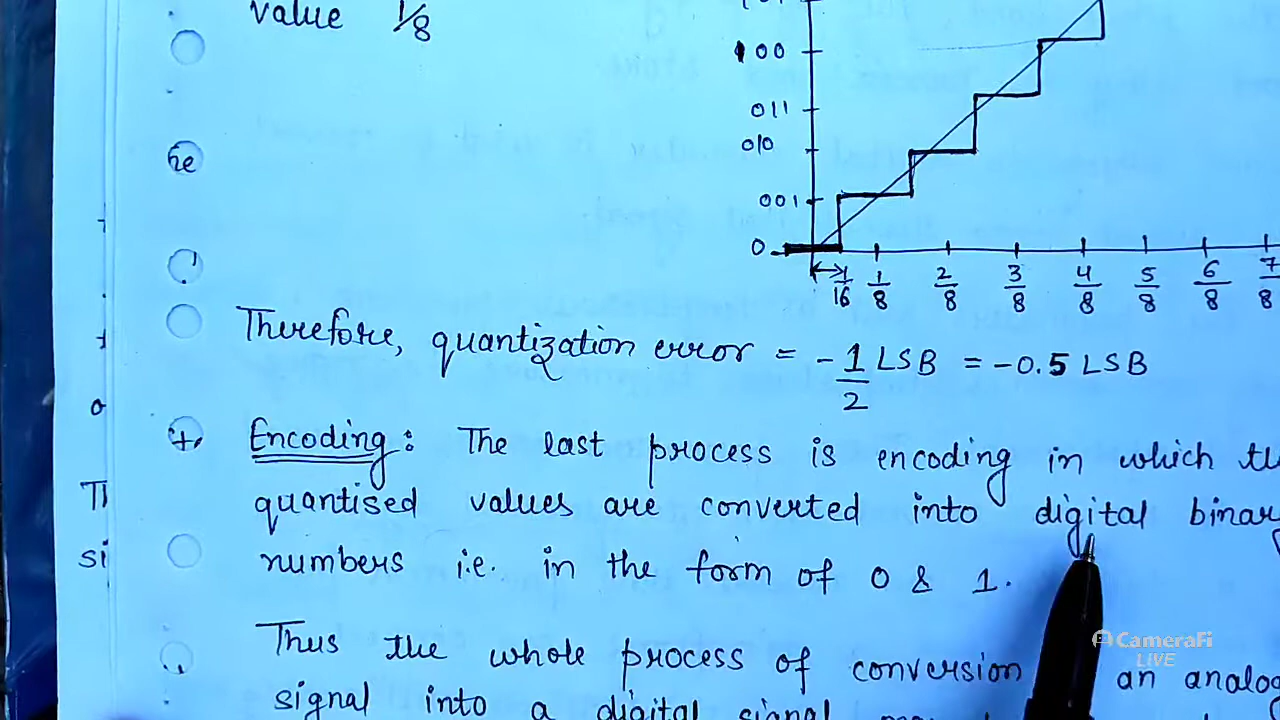 value 1/8
100
011
010
001
0
1/16 1/8 2/8 3/8 4/8 5/8 6/8 7/8
he
Therefore, quantization error = -1/2 LSB = -0.5 LSB
Encoding: The last process is encoding in which
quantised values are converted into digital binar
numbers i.e. in the form of 0 & 1.
Thus the whole process of conversion an analog
signal into a digital signal
CameraFi
LIVE